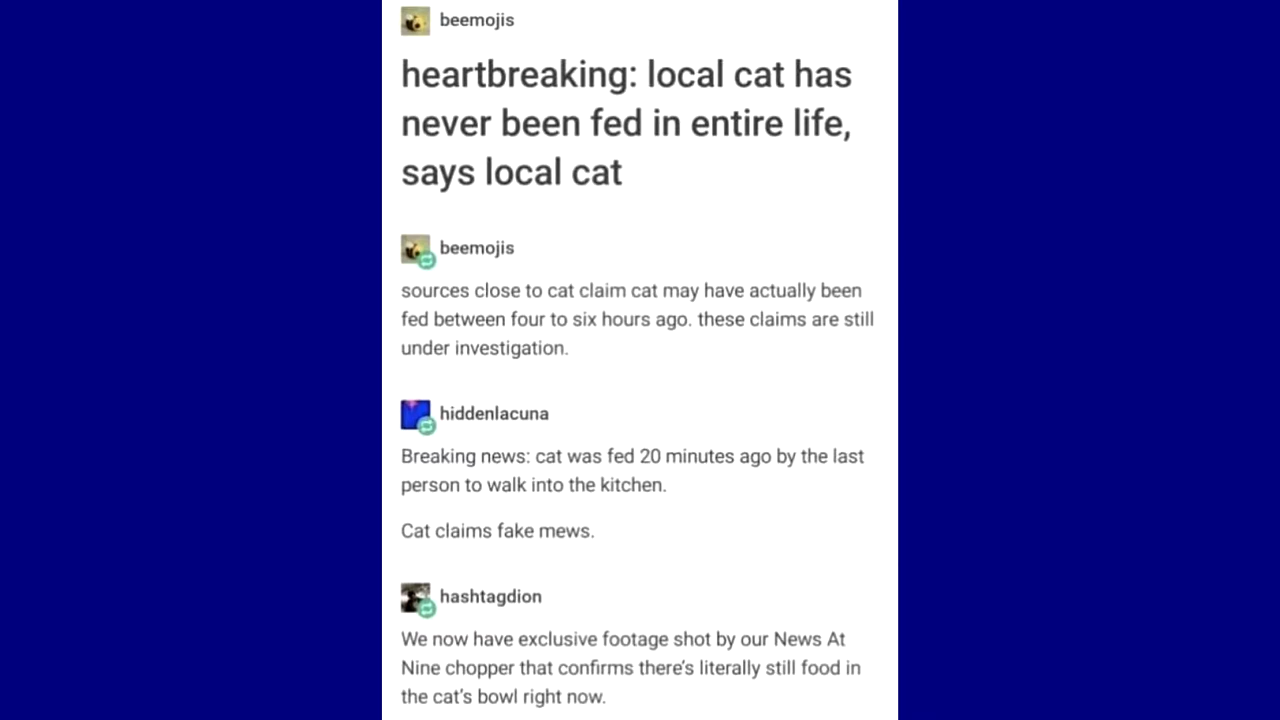 beemojis
heartbreaking: local cat has
never been fed in entire life,
says local cat
beemojis
sources close to cat claim cat may have actually been
fed between four to six hours ago. these claims are still
under investigation.
hiddenlacuna
Breaking news: cat was fed 20 minutes ago by the last
person to walk into the kitchen.
Cat claims fake mews.
hashtagdion
We now have exclusive footage shot by our News At
Nine chopper that confirms there's literally still food in
the cat's bowl right now.